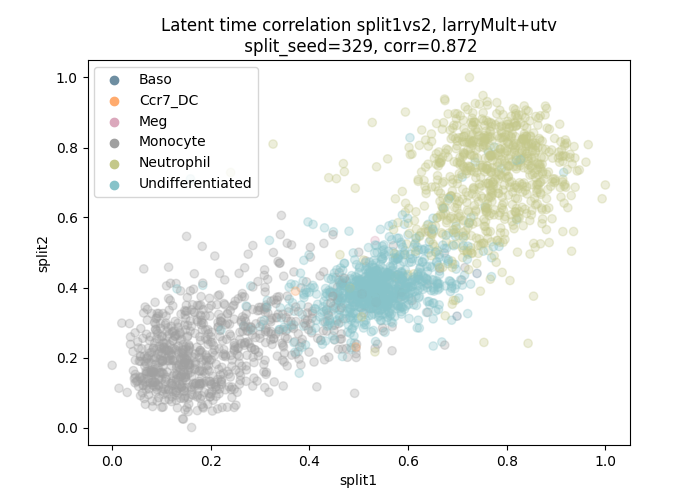 Latent time correlation split1vs2, larryMult+utv
split_seed=329, corr=0.872
Baso
Ccr7_DC
Meg
Monocyte
Neutrophil
Undifferentiated
1.0
0.8
0.6
0.4
0.2
0.0
split2
0.0 0.2 0.4 0.6 0.8 1.0
split1